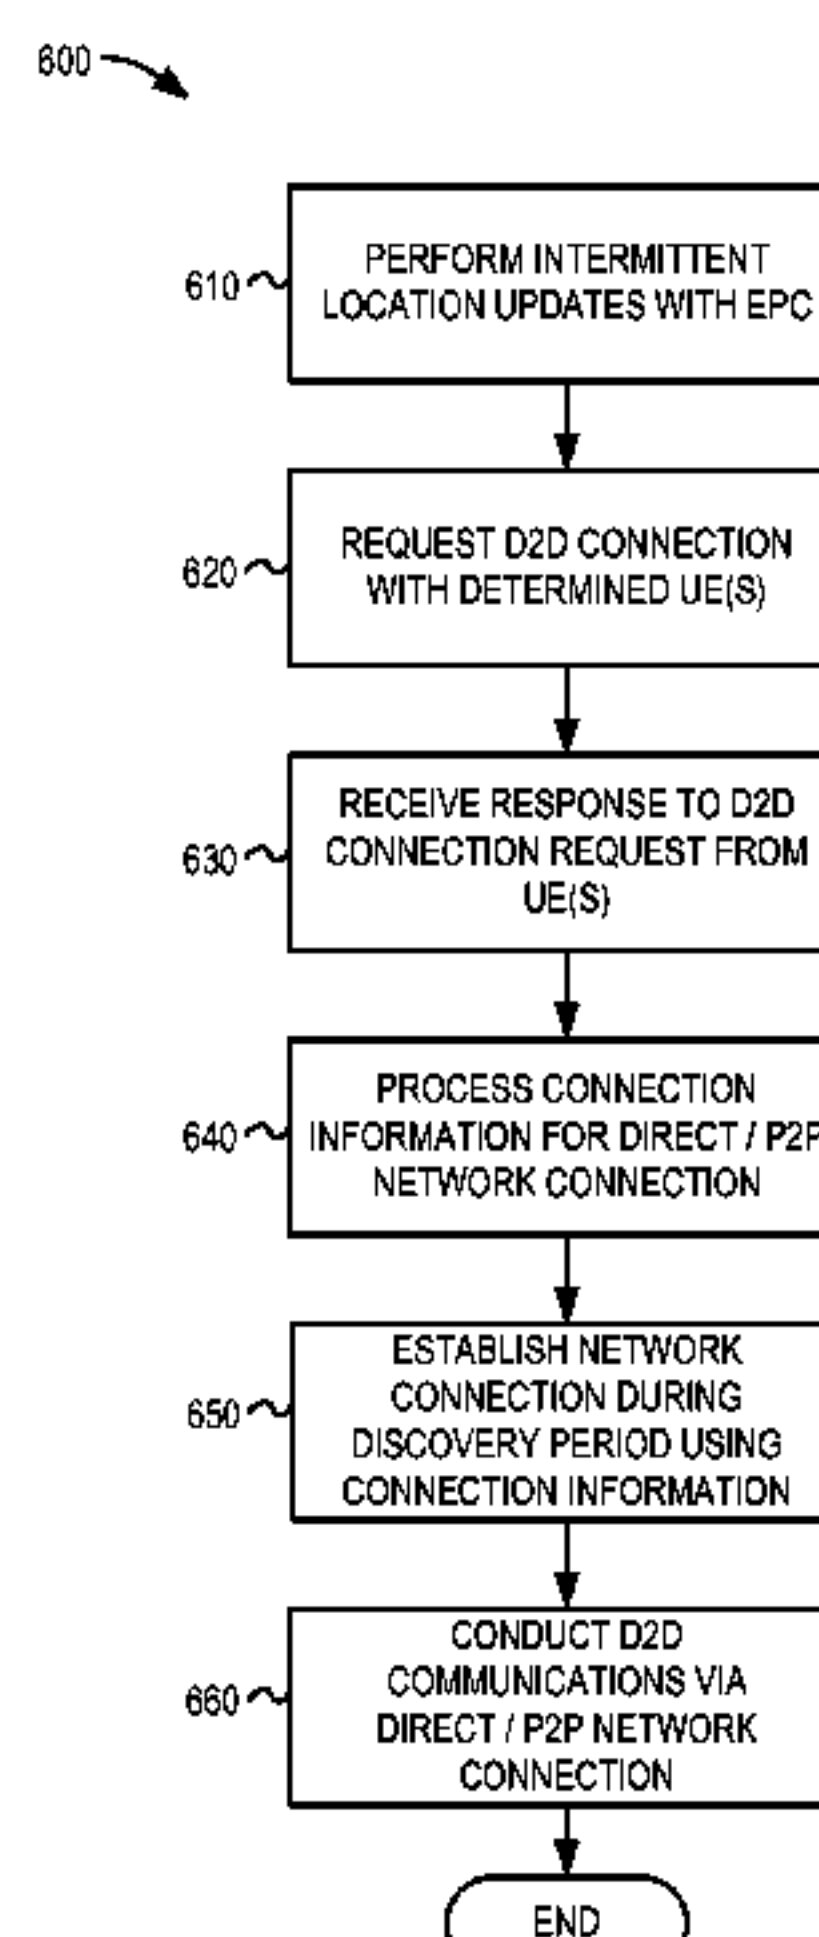 600
610
PERFORM INTERMITTENT
LOCATION UPDATES WITH EPC
620
REQUEST D2D CONNECTION
WITH DETERMINED UE(S)
630
RECEIVE RESPONSE TO D2D
CONNECTION REQUEST FROM
UE(S)
640
PROCESS CONNECTION
INFORMATION FOR DIRECT / P2P
NETWORK CONNECTION
650
ESTABLISH NETWORK
CONNECTION DURING
DISCOVERY PERIOD USING
CONNECTION INFORMATION
660
CONDUCT D2D
COMMUNICATIONS VIA
DIRECT / P2P NETWORK
CONNECTION
END